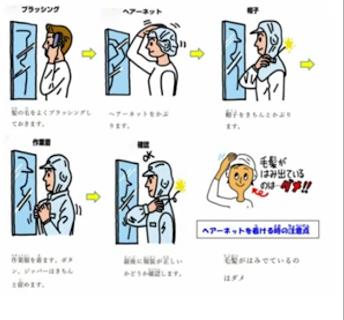 ブラッシング
ヘアーネット
帽子
髪の毛をよくブラッシングし
ておきます。
ヘアーネットをかぶ
ります。
帽子をきちんとかぶり
ます。
作業着
確認
毛髪が
はみ出ている
のは…ダメ!!
ヘアーネットを着ける時の注意点
作業服を着ます。ボタ
ン、ジッパーはきちん
と留めます。
最後に服装が正しい
かどうか確認します。
毛髪がはみでているの
はダメ